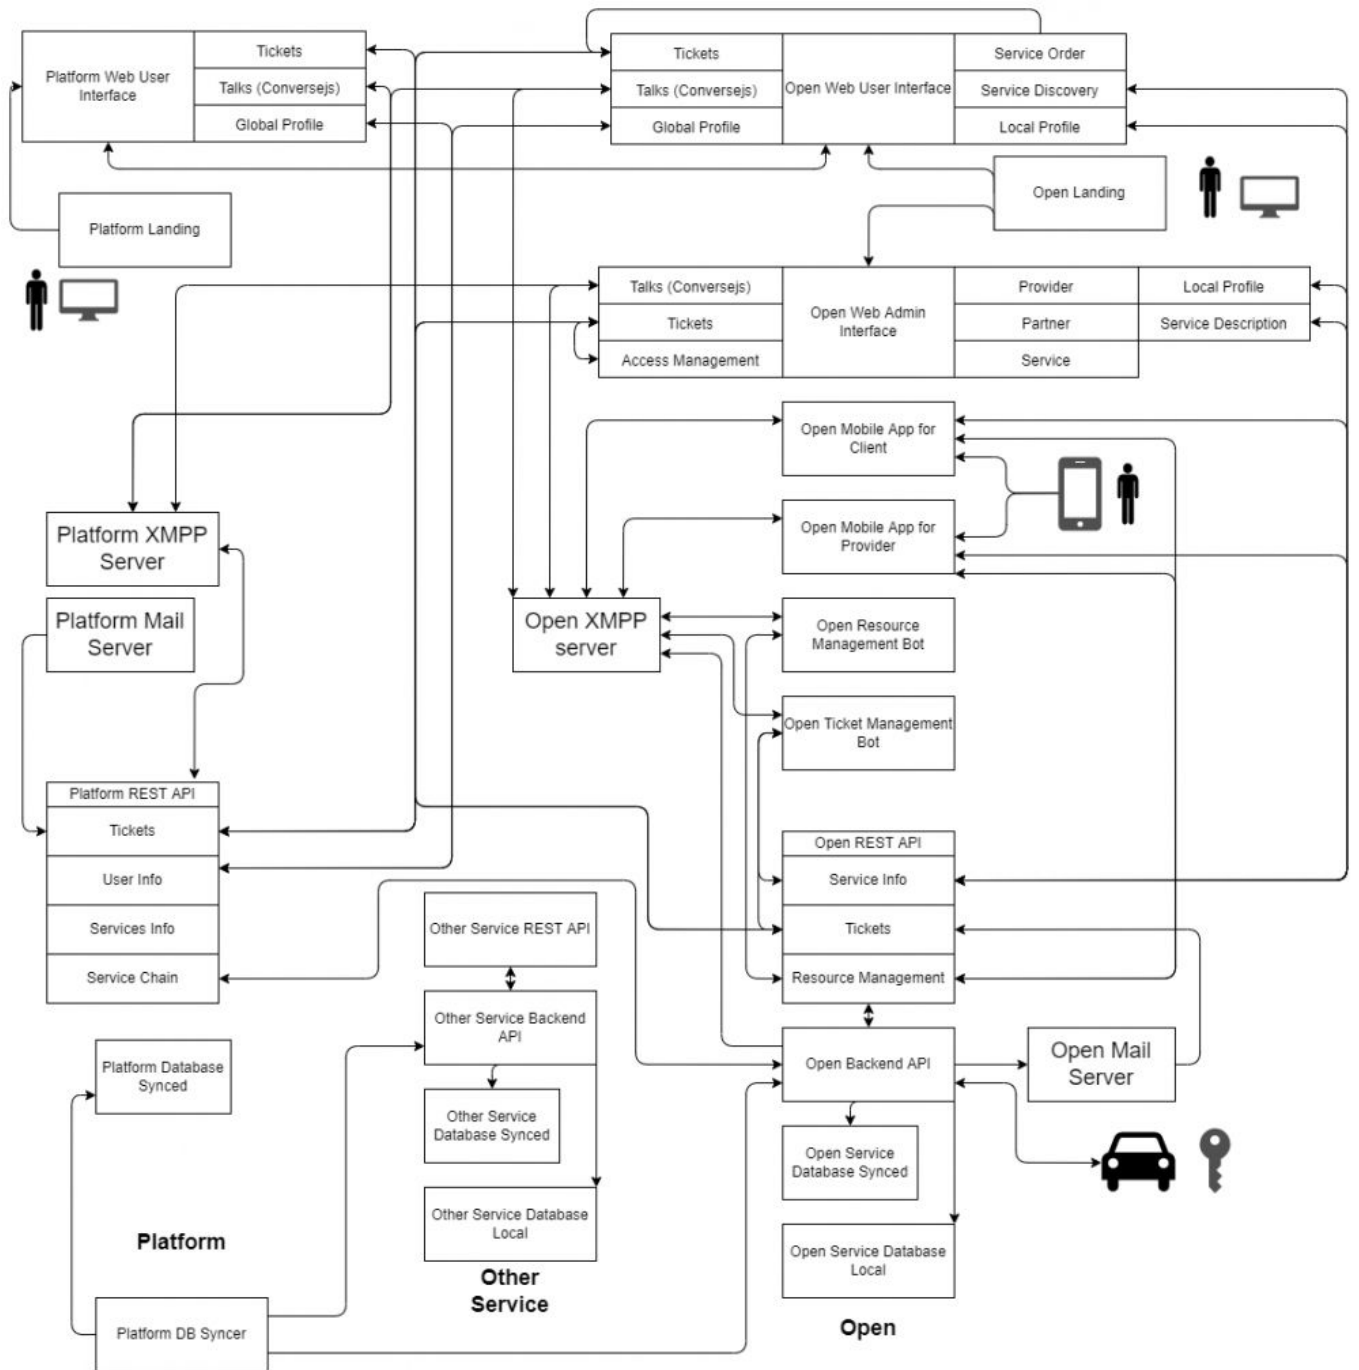 Platform Web User
Interface
Tickets
Talks (Conversejs)
Global Profile
Tickets
Talks (Conversejs)
Global Profile
Open Web User Interface
Service Order
Service Discovery
Local Profile
Platform Landing
Open Landing
Talks (Conversejs)
Tickets
Access Management
Open Web Admin
Interface
Provider
Partner
Service
Local Profile
Service Description
Open Mobile App for
Client
Open Mobile App for
Provider
Platform XMPP
Server
Platform Mail
Server
Open XMPP
server
Open Resource
Management Bot
Open Ticket Management
Bot
Platform REST API
Tickets
User Info
Services Info
Service Chain
Open REST API
Service Info
Tickets
Resource Management
Other Service REST API
Other Service Backend
API
Other Service
Database Synced
Other Service Database
Local
Open Backend API
Open Mail
Server
Open Service
Database Synced
Open Service Database
Local
Platform Database
Synced
Platform
Platform DB Syncer
Other
Service
Open